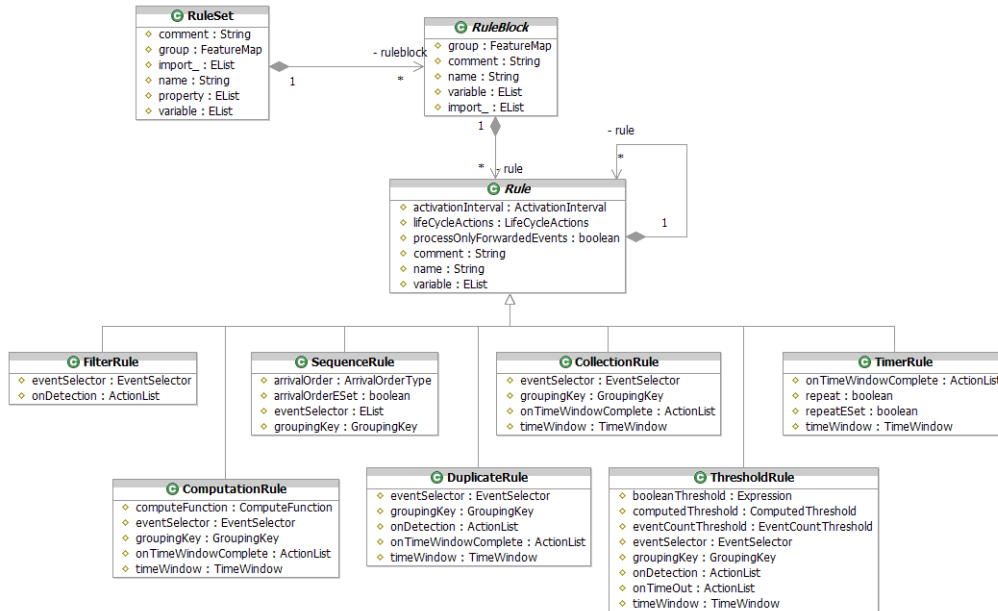 RuleSet
comment : String
group : FeatureMap
import_ : EList
name : String
property : EList
variable : EList
- ruleblock
1
*
RuleBlock
group : FeatureMap
comment : String
name : String
variable : EList
import_ : EList
1
* - rule
- rule
*
1
Rule
activationInterval : ActivationInterval
lifeCycleActions : LifeCycleActions
processOnlyForwardedEvents : boolean
comment : String
name : String
variable : EList
FilterRule
eventSelector : EventSelector
onDetection : ActionList
SequenceRule
arrivalOrder : ArrivalOrderType
arrivalOrderESet : boolean
eventSelector : EList
groupingKey : GroupingKey
CollectionRule
eventSelector : EventSelector
groupingKey : GroupingKey
onTimeWindowComplete : ActionList
timeWindow : TimeWindow
TimerRule
onTimeWindowComplete : ActionList
repeat : boolean
repeatESet : boolean
timeWindow : TimeWindow
ComputationRule
computeFunction : ComputeFunction
eventSelector : EventSelector
groupingKey : GroupingKey
onTimeWindowComplete : ActionList
timeWindow : TimeWindow
DuplicateRule
eventSelector : EventSelector
groupingKey : GroupingKey
onDetection : ActionList
onTimeWindowComplete : ActionList
timeWindow : TimeWindow
ThresholdRule
booleanThreshold : Expression
computedThreshold : ComputedThreshold
eventCountThreshold : EventCountThreshold
eventSelector : EventSelector
groupingKey : GroupingKey
onDetection : ActionList
onTimeOut : ActionList
timeWindow : TimeWindow